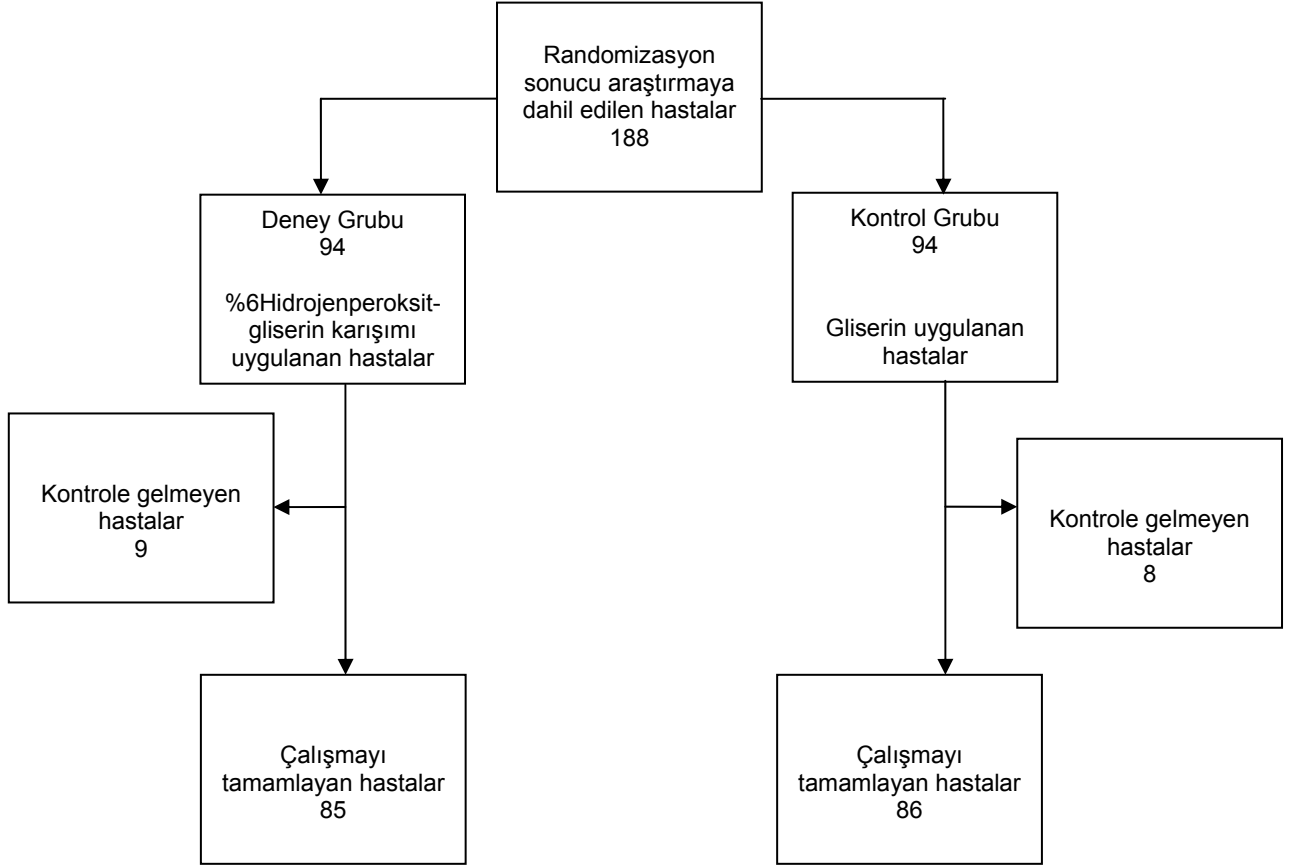 Randomizasyon
sonucu araştırmaya
dahil edilen hastalar
188
Deney Grubu
94
%6Hidrojenperoksit-
gliserin karışımı
uygulanan hastalar
Kontrol Grubu
94
Gliserin uygulanan
hastalar
Kontrole gelmeyen
hastalar
9
Kontrole gelmeyen
hastalar
8
Çalışmayı
tamamlayan hastalar
85
Çalışmayı
tamamlayan hastalar
86